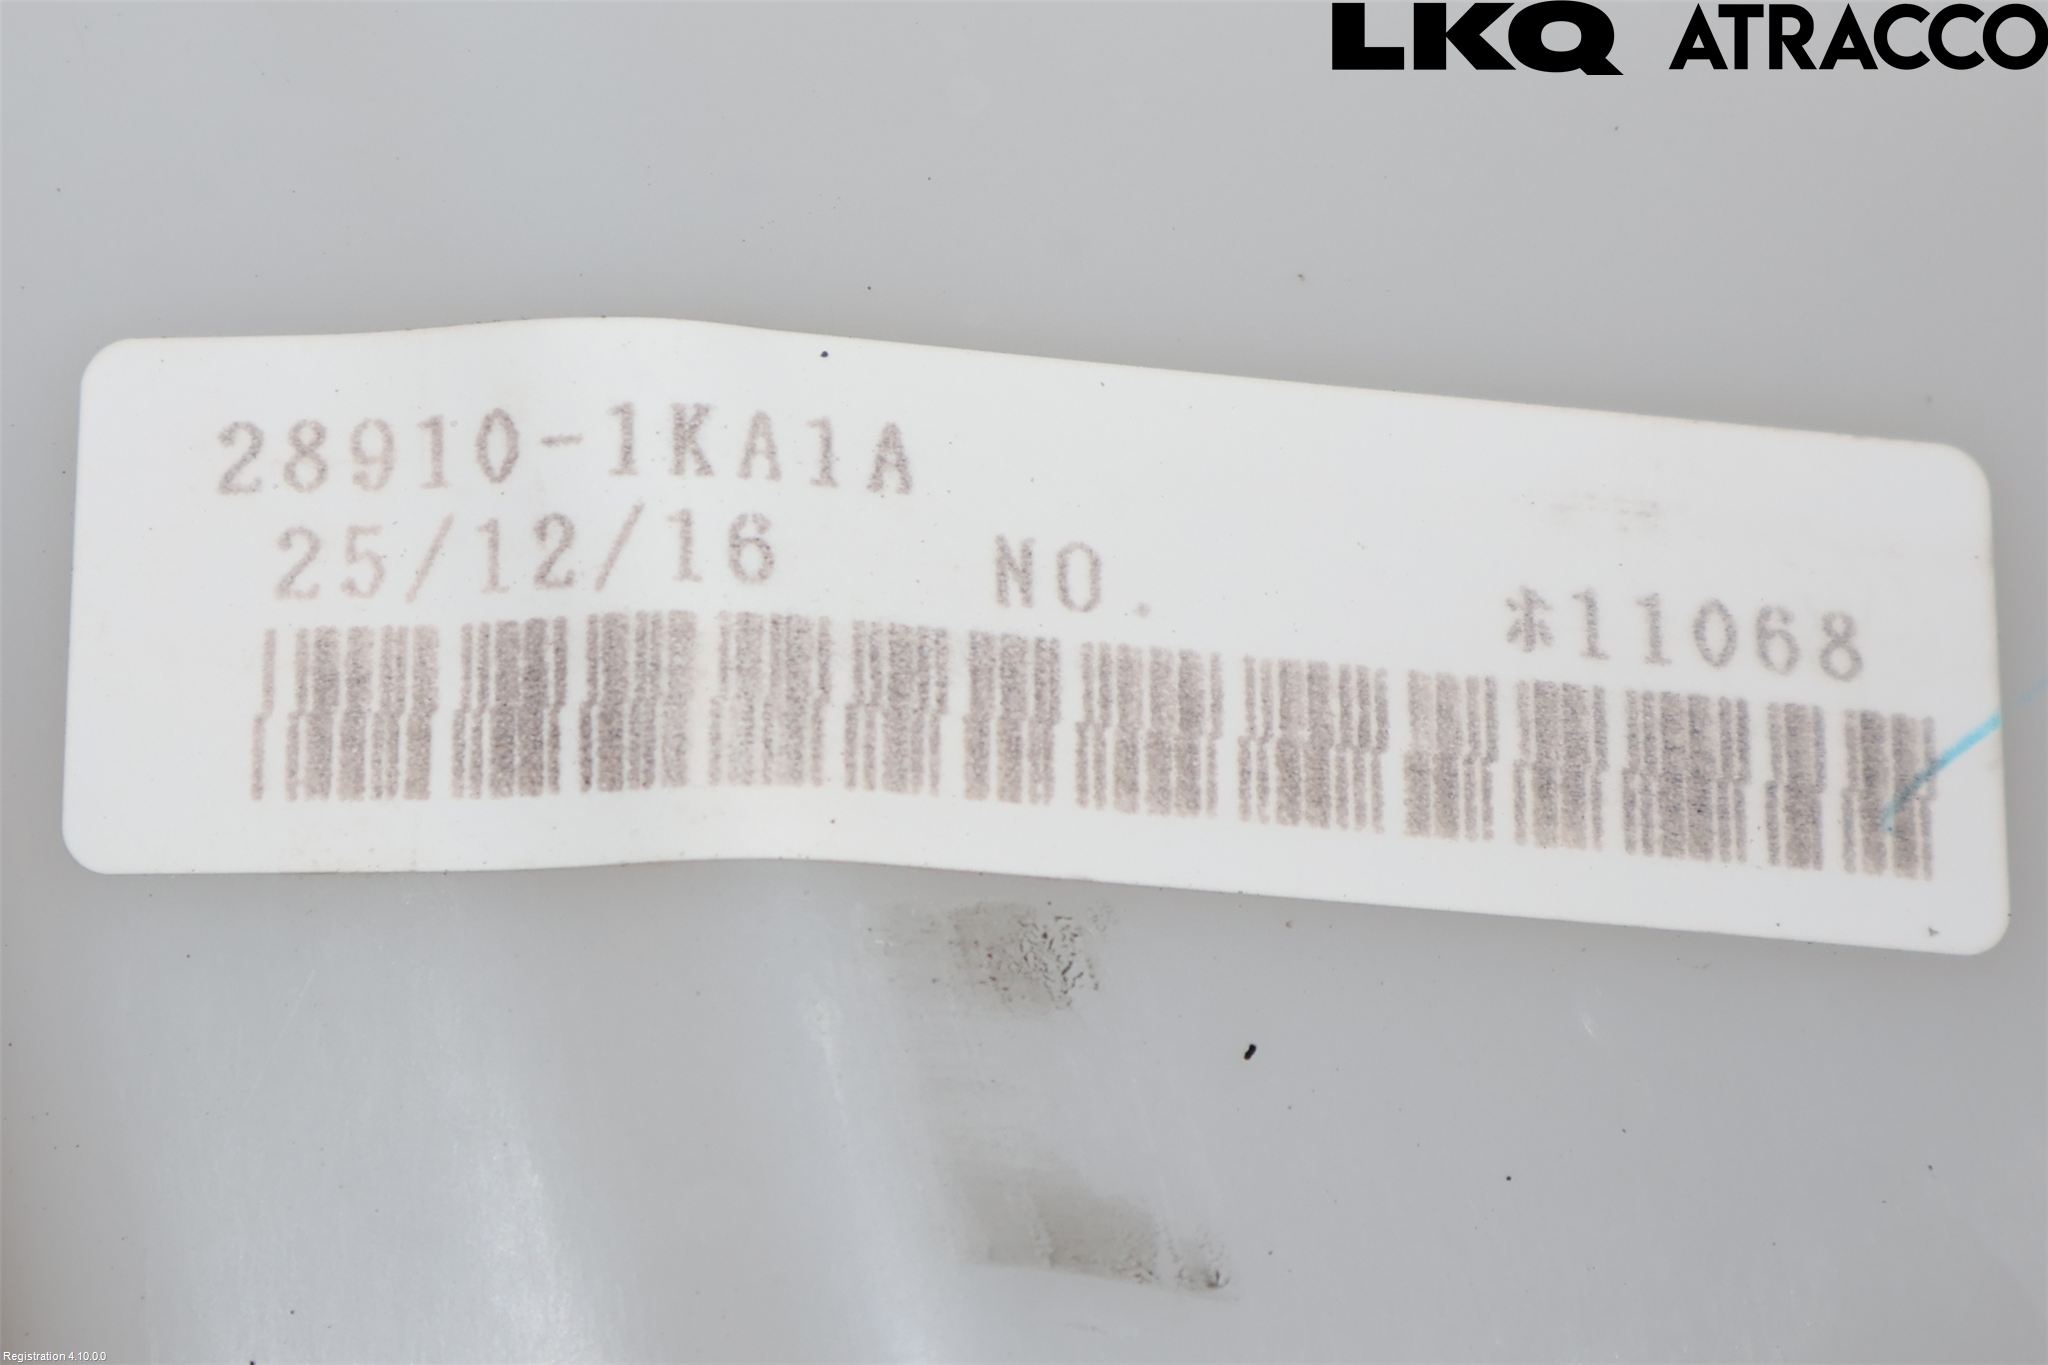 LKQ ATRACCO
28910-1KA1A
25/12/16 NO. *11068
Registration 4.10.0.0